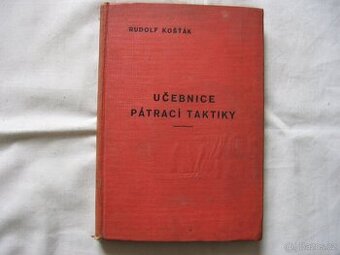 RUDOLF KOŠŤÁK
UČEBNICE
PÁTRACÍ TAKTIKY